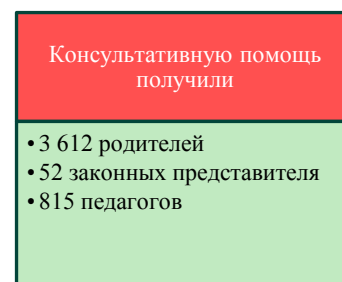 Консультативную помощь
получили
• 3 612 родителей
• 52 законных представителя
• 815 педагогов